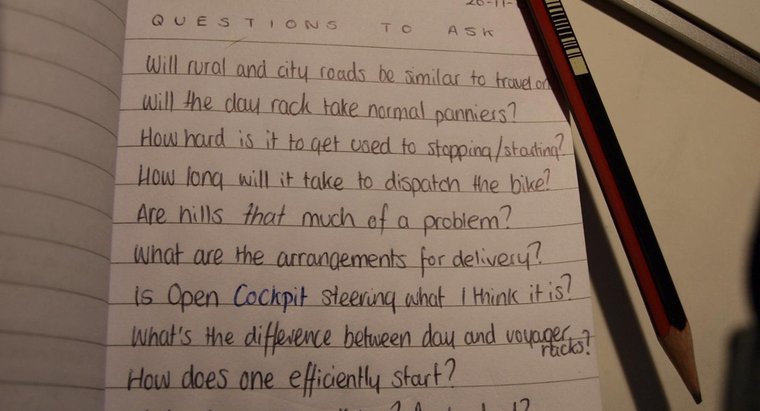 20-11-
QUESTIONS TO ASK
Will rural and city roads be similar to travel on
Will the day rack take normal panniers?
How hard is it to get used to stopping/starting?
How long will it take to dispatch the bike?
Are hills that much of a problem?
What are the arrangements for delivery?
Is Open Cockpit steering what I think it is?
What's the difference between day and voyager racks?
How does one efficiently start?